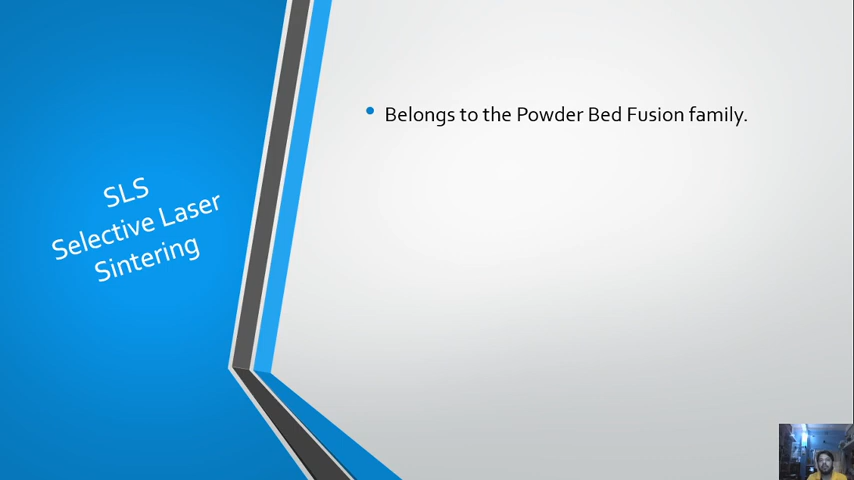 SLS
Selective Laser
Sintering
Belongs to the Powder Bed Fusion family.